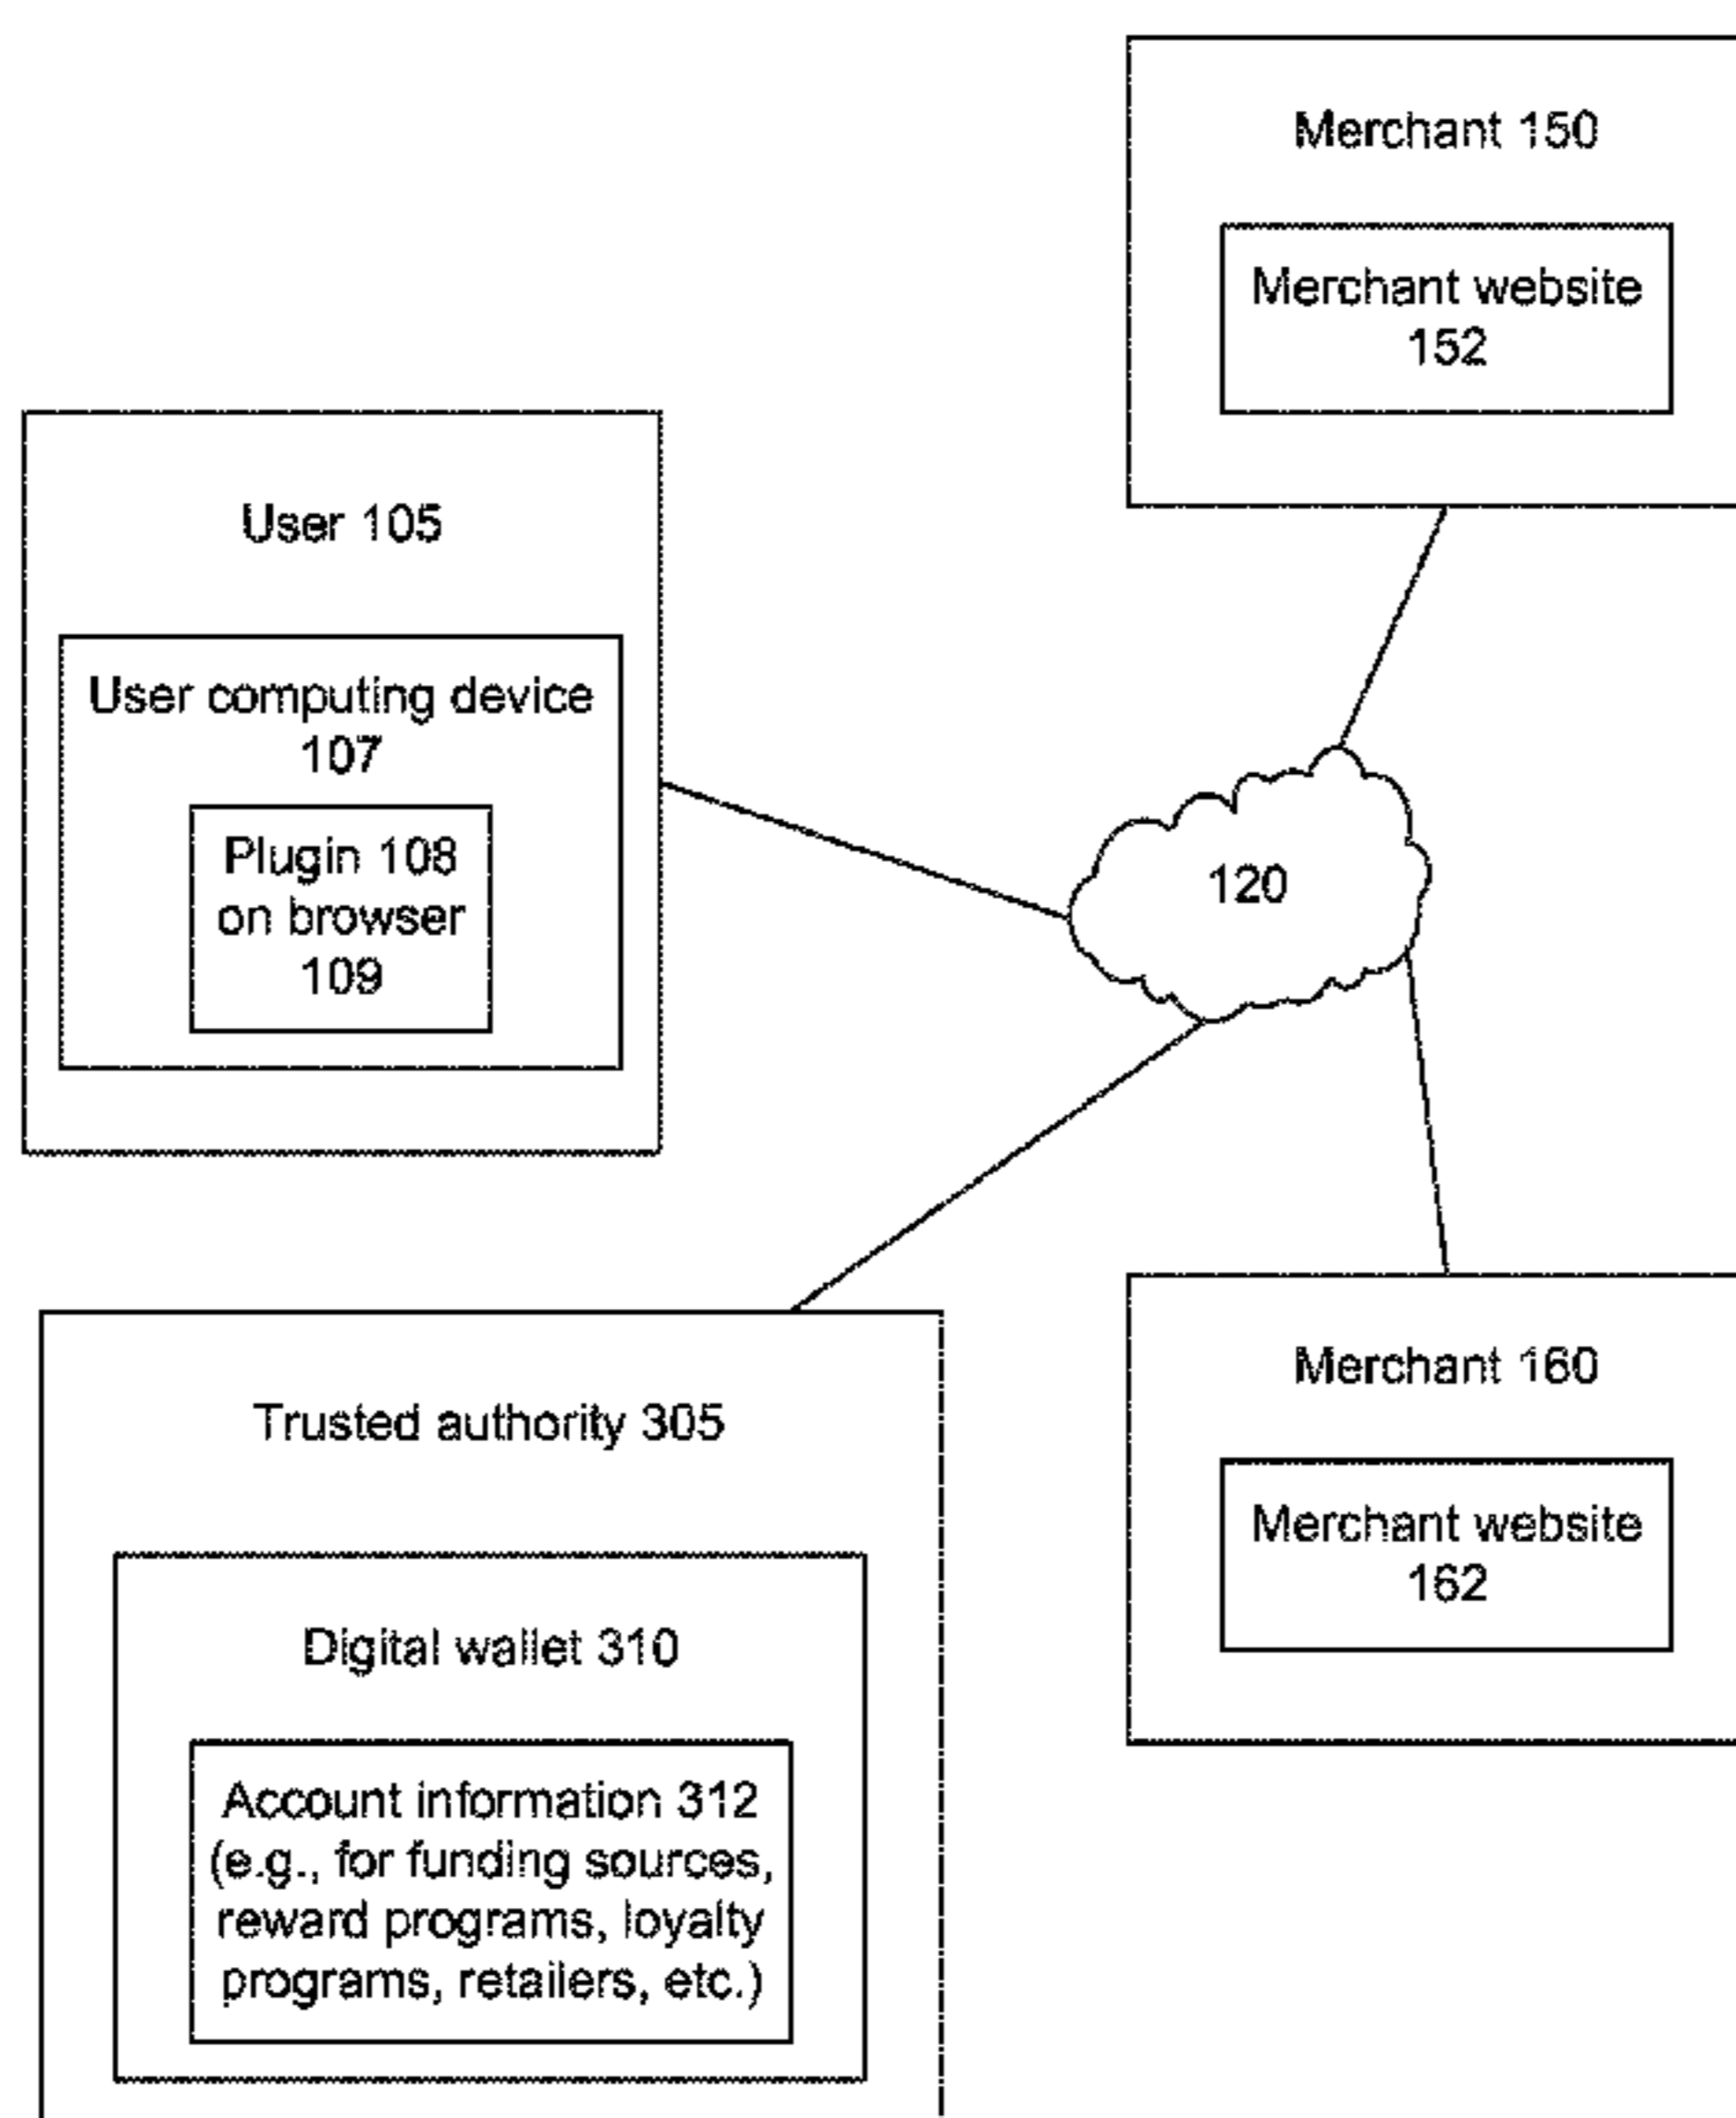 Merchant 150
Merchant website
152
User 105
User computing device
107
Plugin 108
on browser
109
120
Trusted authority 305
Digital wallet 310
Account information 312
(e.g., for funding sources,
reward programs, loyalty
programs, retailers, etc.)
Merchant 160
Merchant website
162